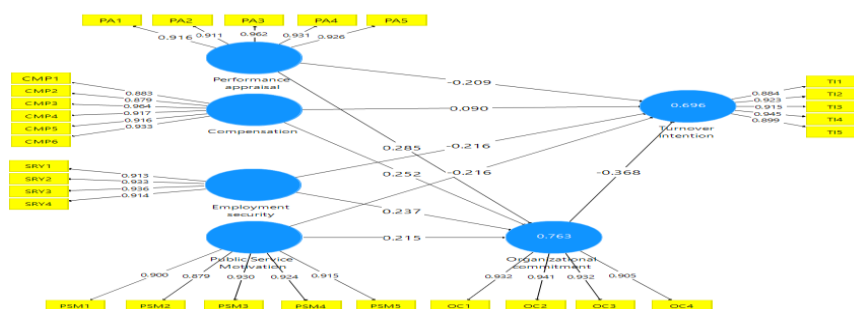 PA1 PA2 PA3 PA4 PA5
0.916 0.911 0.962 0.931 0.926
Performance
appraisal
CMP1
CMP2
CMP3
CMP4
CMP5
CMP6
0.883
0.879
0.964
0.917
0.916
0.933
Compensation
SRY1
SRY2
SRY3
SRY4
0.913
0.933
0.936
0.914
Employment
security
Public Service
Motivation
0.900 0.879 0.930 0.924 0.915
PSM1 PSM2 PSM3 PSM4 PSM5
-0.209
0.090
-0.216
0.285
-0.216
0.252
0.237
0.215
-0.368
0.696
Turnover
intention
0.884
0.923
0.915
0.945
0.899
TI1
TI2
TI3
TI4
TI5
0.763
Organizational
commitment
0.932 0.941 0.932 0.905
OC1 OC2 OC3 OC4